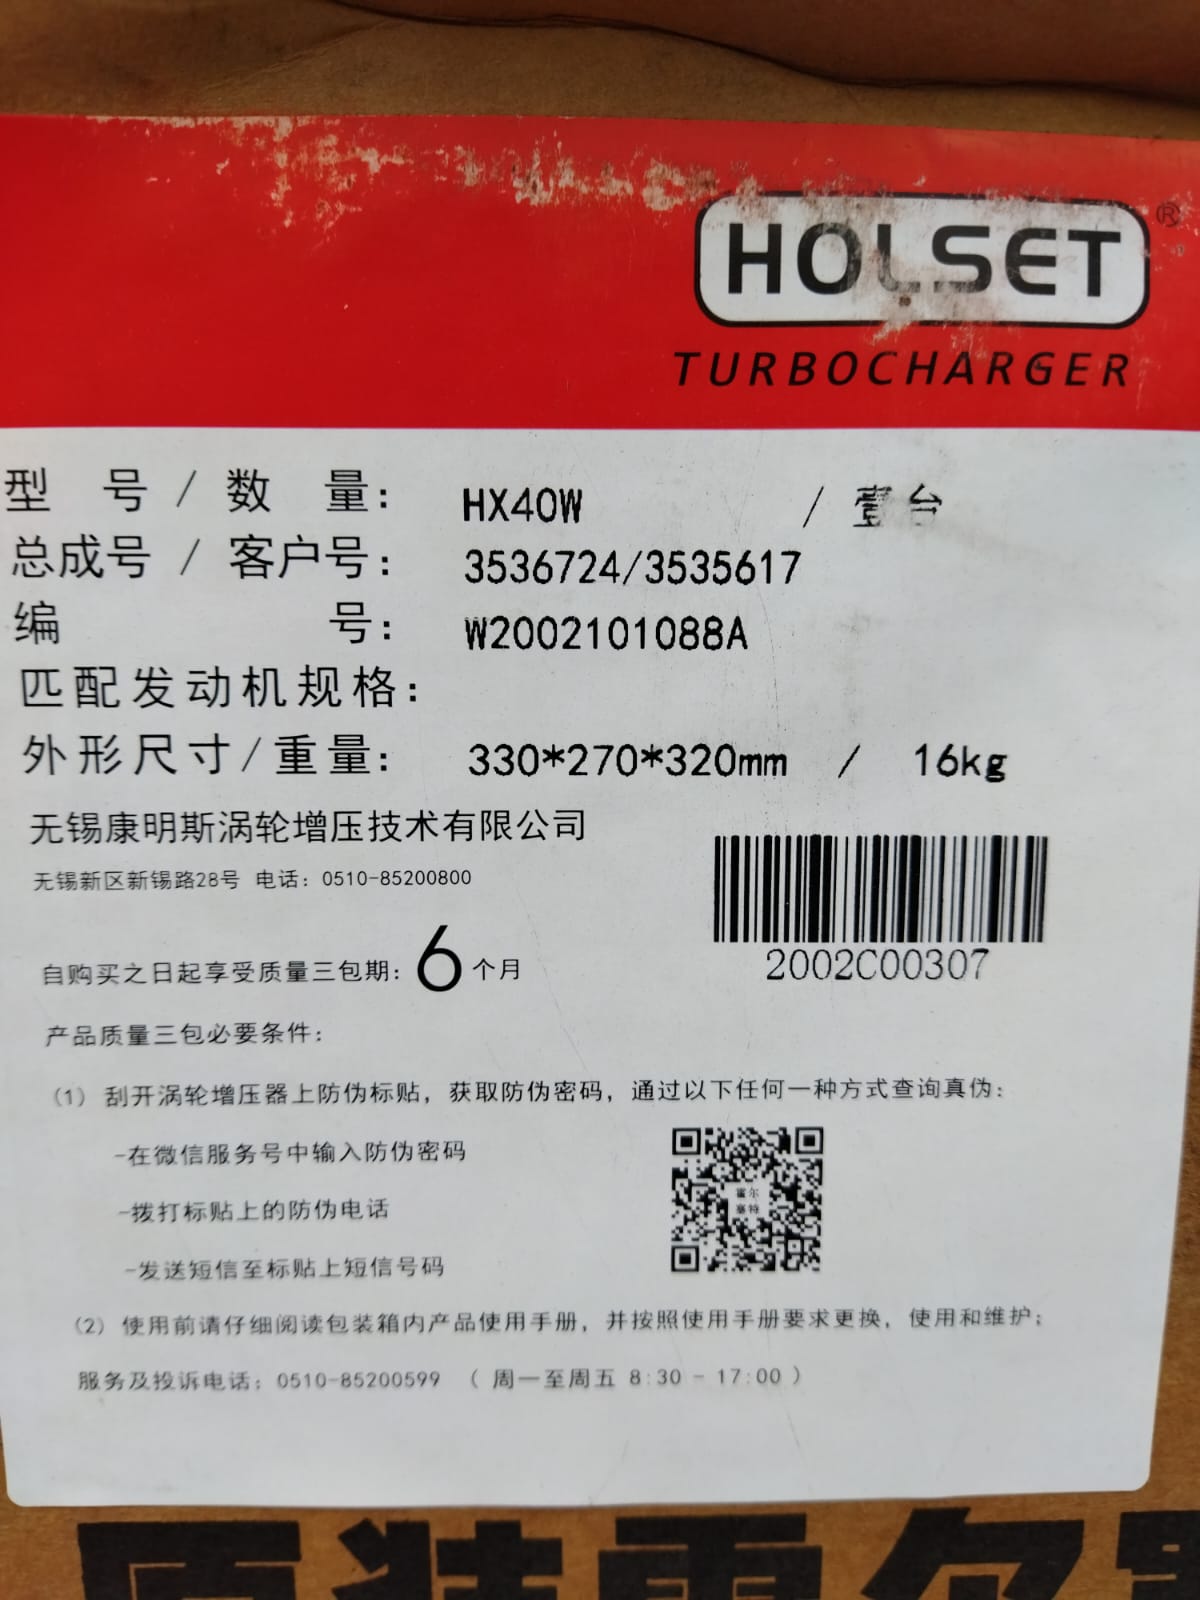 HOLSET®
TURBOCHARGER
型 号 / 数 量： HX40W / 壹台
总成号 / 客户号： 3536724/3535617
编 号： W2002101088A
匹配发动机规格：
外形尺寸/重量： 330*270*320mm / 16kg
无锡康明斯涡轮增压技术有限公司
无锡新区新锡路28号 电话：0510-85200800
2002C00307
自购买之日起享受质量三包期：6个月
产品质量三包必要条件：
（1）刮开涡轮增压器上防伪标贴，获取防伪密码，通过以下任何一种方式查询真伪：
-在微信服务号中输入防伪密码
霍尔
赛特
-拨打标贴上的防伪电话
-发送短信至标贴上短信号码
（2）使用前请仔细阅读包装箱内产品使用手册，并按照使用手册要求更换，使用和维护；
服务及投诉电话：0510-85200599 （ 周一至周五 8:30 - 17:00 ）
原装霍尔